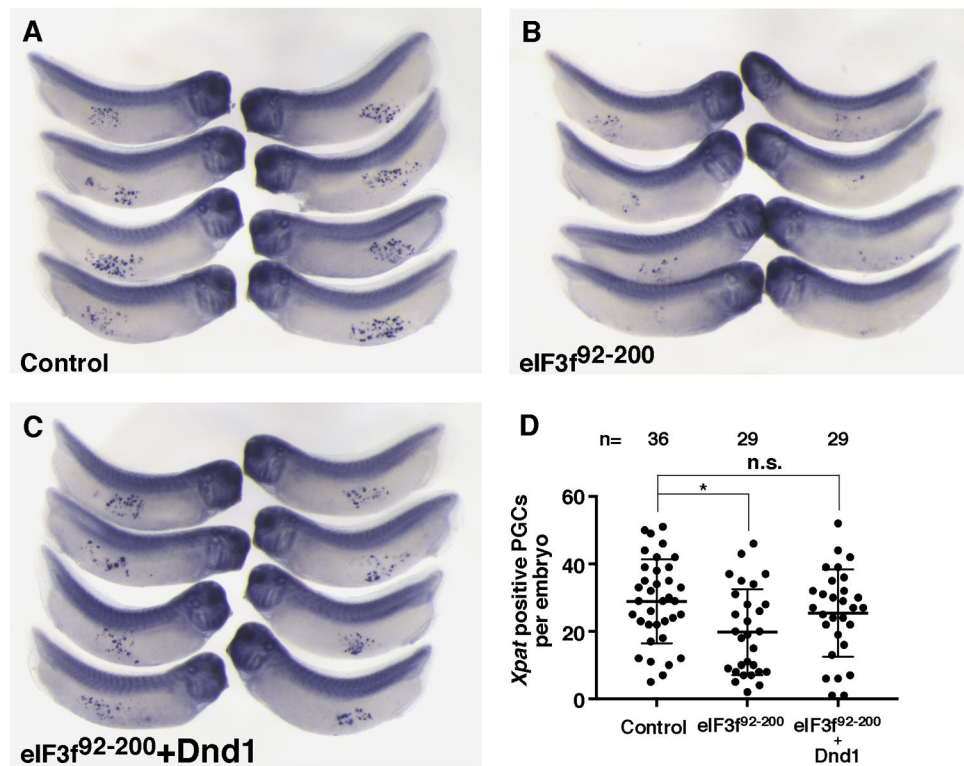 A
B
Control
eIF3f92-200
C
D
n= 36 29 29
n.s.
*
60
40
20
0
Xpat positive PGCs
per embryo
Control eIF3f92-200 eIF3f92-200
+
Dnd1
eIF3f92-200+Dnd1